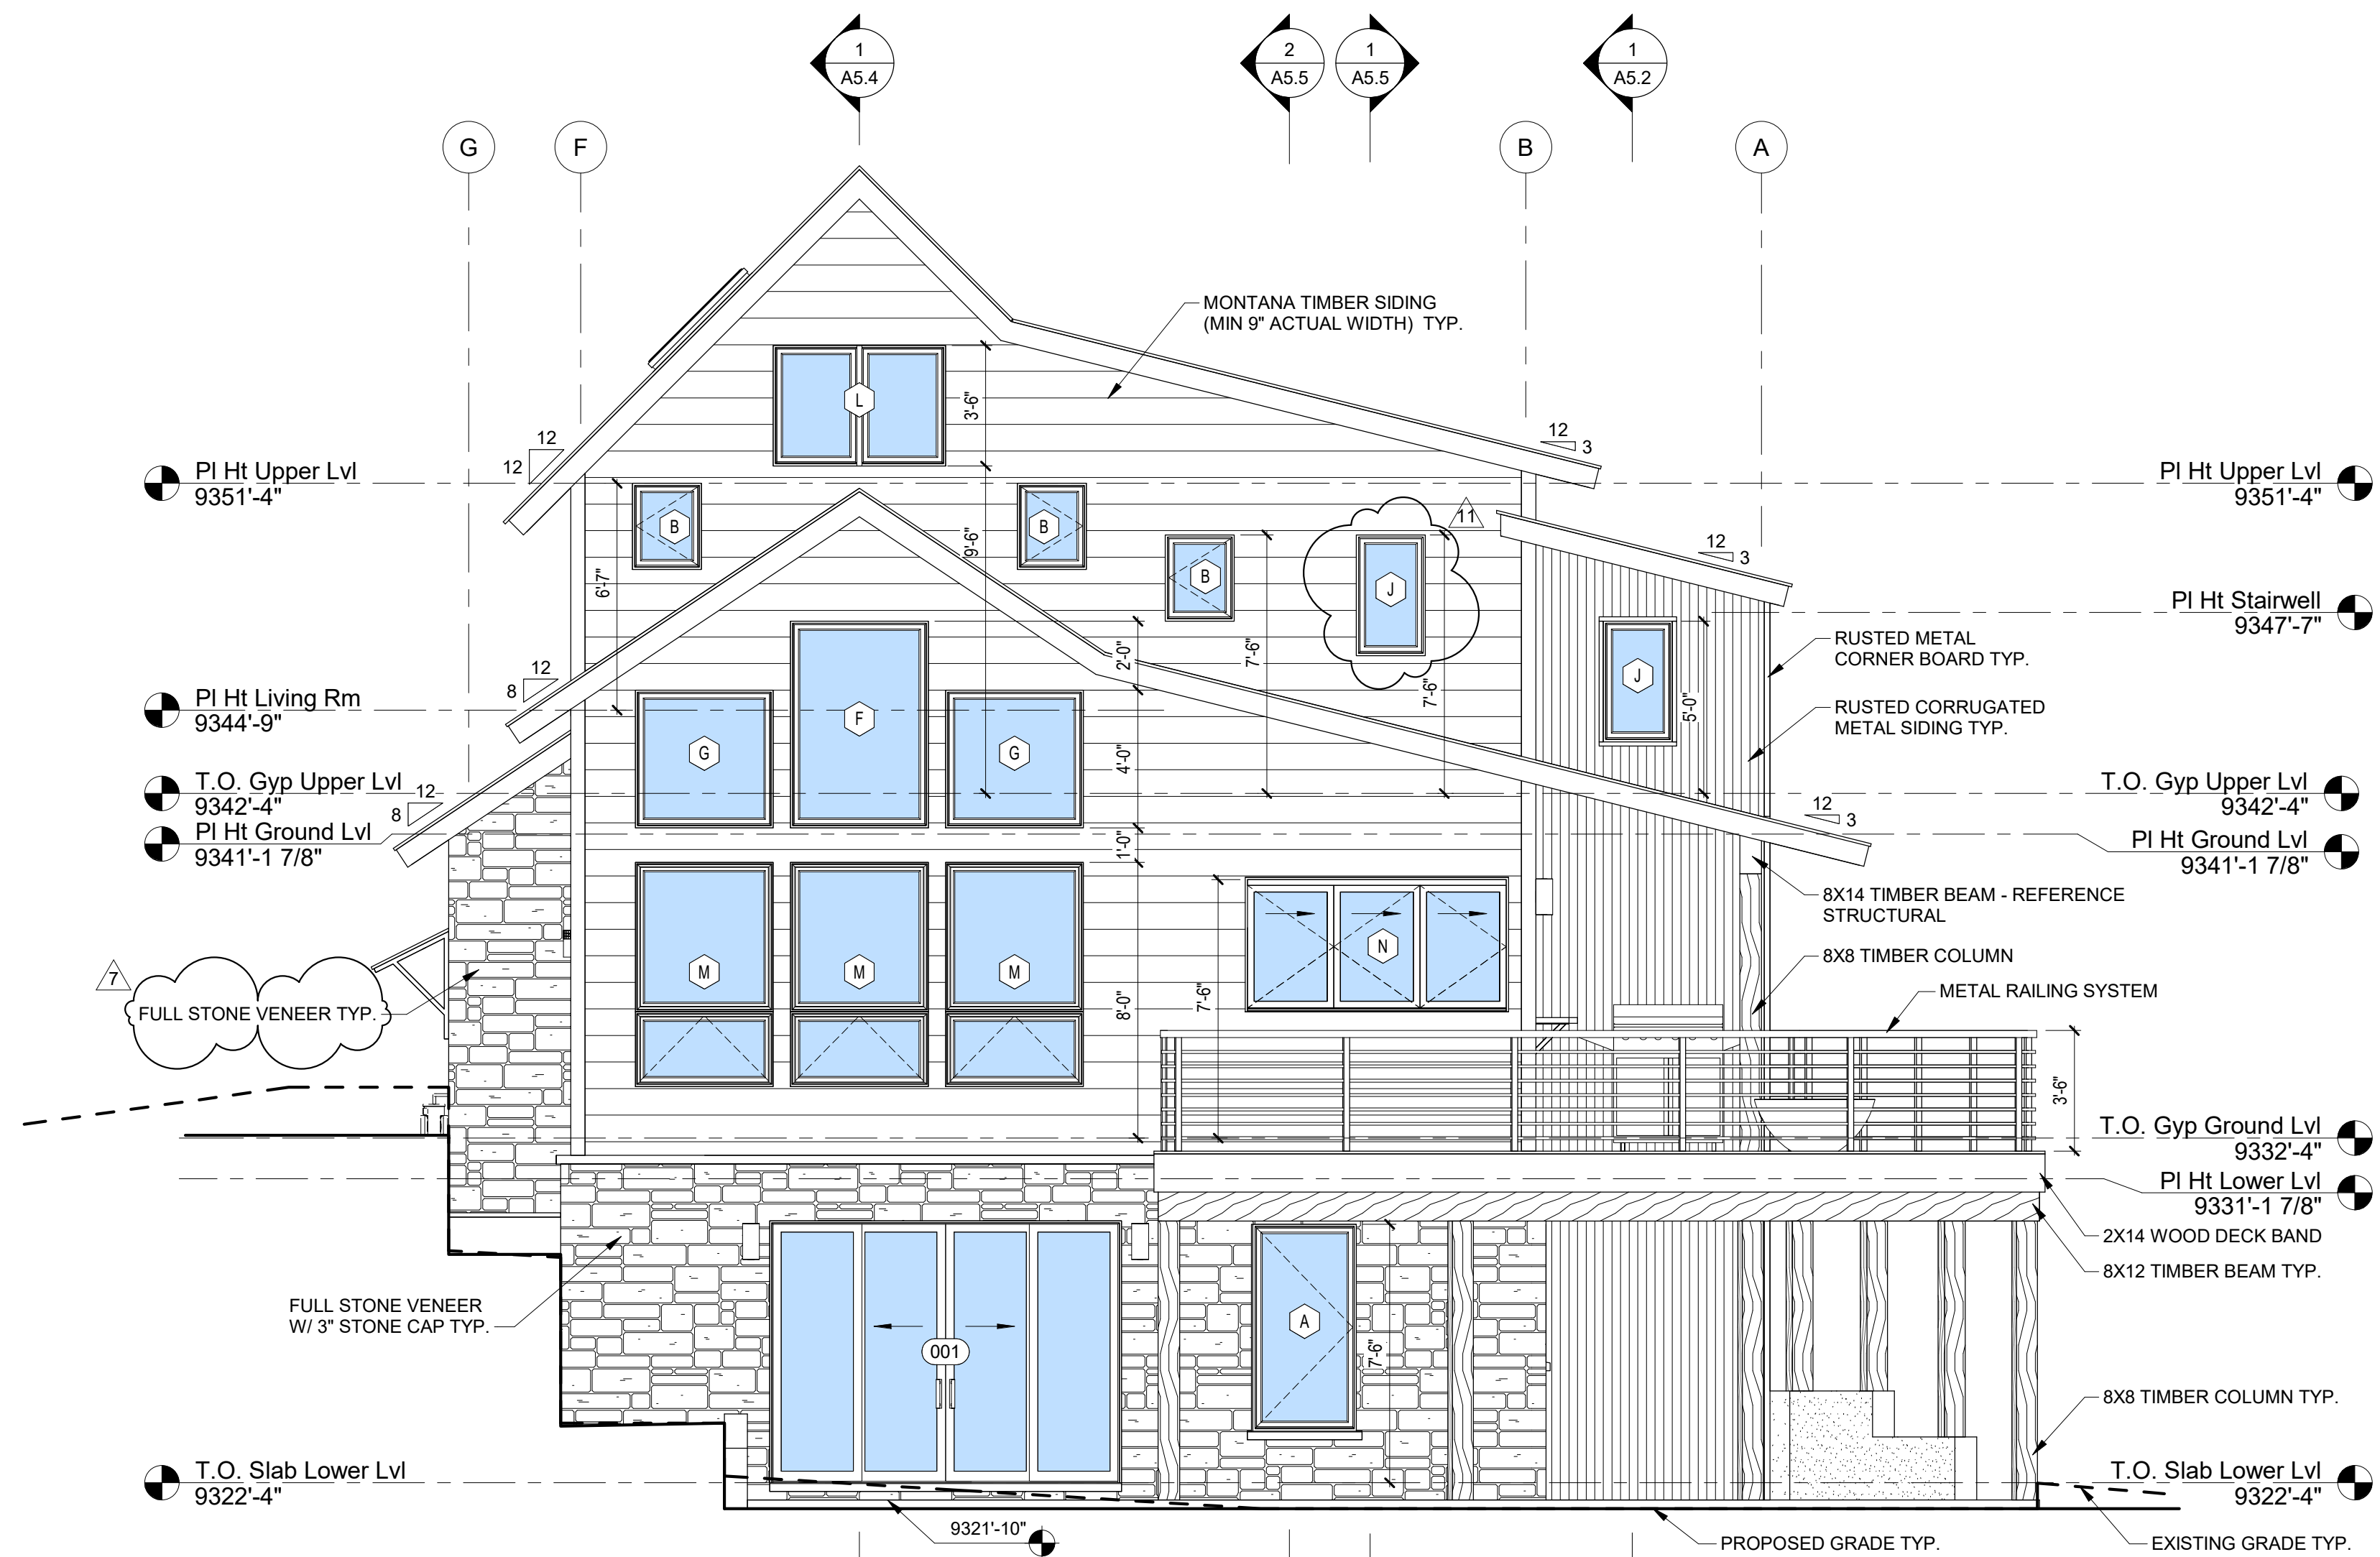 1
A5.4
2
A5.5
1
A5.5
1
A5.2
G
F
B
A
MONTANA TIMBER SIDING
(MIN 9" ACTUAL WIDTH) TYP.
L
3'-6"
12
12
12
3
Pl Ht Upper Lvl
9351'-4"
Pl Ht Upper Lvl
9351'-4"
B
B
B
J
11
9'-6"
6'-7"
12
3
7'-6"
7'-6"
2'-0"
Pl Ht Stairwell
9347'-7"
RUSTED METAL
CORNER BOARD TYP.
J
5'-0"
12
8
Pl Ht Living Rm
9344'-9"
RUSTED CORRUGATED
METAL SIDING TYP.
F
G
G
4'-0"
T.O. Gyp Upper Lvl
9342'-4"
12
8
T.O. Gyp Upper Lvl
9342'-4"
12
3
Pl Ht Ground Lvl
9341'-1 7/8"
Pl Ht Ground Lvl
9341'-1 7/8"
1'-0"
8X14 TIMBER BEAM - REFERENCE
STRUCTURAL
8X8 TIMBER COLUMN
N
M
M
M
7
FULL STONE VENEER TYP.
8'-0"
7'-6"
METAL RAILING SYSTEM
3'-6"
T.O. Gyp Ground Lvl
9332'-4"
Pl Ht Lower Lvl
9331'-1 7/8"
2X14 WOOD DECK BAND
8X12 TIMBER BEAM TYP.
FULL STONE VENEER
W/ 3" STONE CAP TYP.
001
A
7'-6"
8X8 TIMBER COLUMN TYP.
T.O. Slab Lower Lvl
9322'-4"
T.O. Slab Lower Lvl
9322'-4"
9321'-10"
PROPOSED GRADE TYP.
EXISTING GRADE TYP.